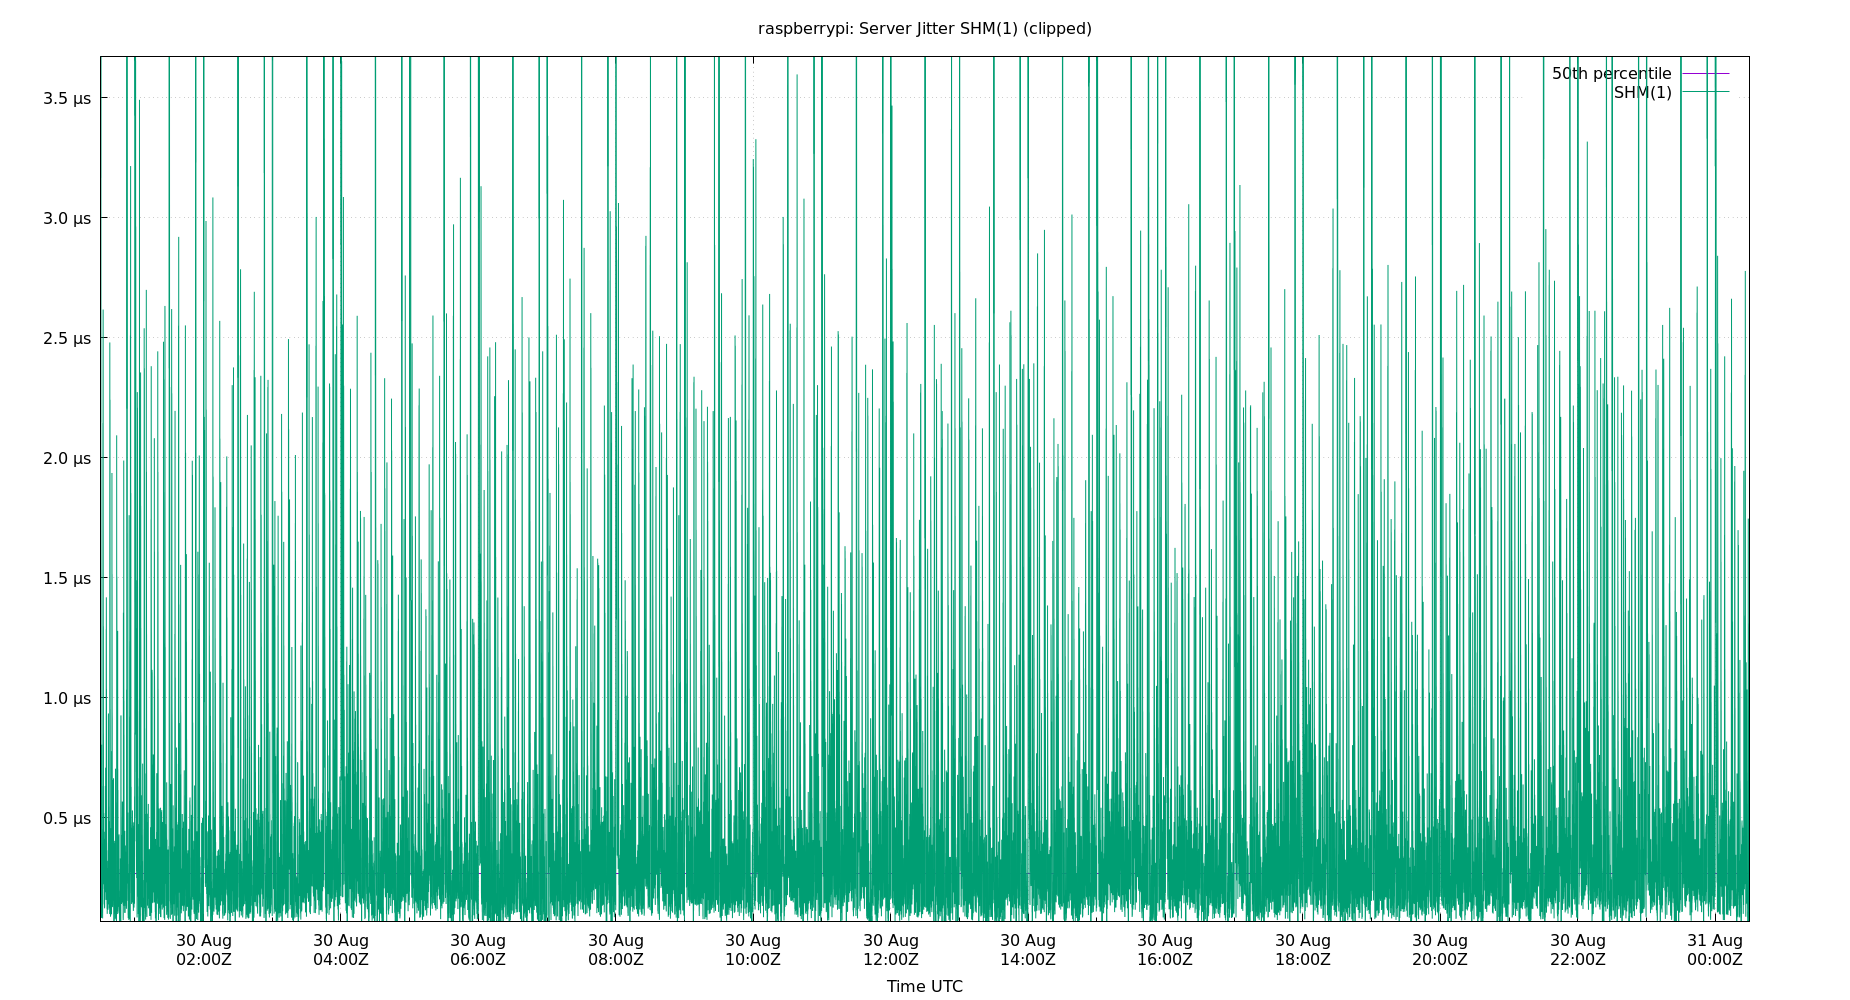 raspberrypi: Server Jitter SHM(1) (clipped)
50th percentile
SHM(1)
3.5 μs
3.0 μs
2.5 μs
2.0 μs
1.5 μs
1.0 μs
0.5 μs
30 Aug 30 Aug 30 Aug 30 Aug 30 Aug 30 Aug 30 Aug 30 Aug 30 Aug 30 Aug 30 Aug 31 Aug
02:00Z 04:00Z 06:00Z 08:00Z 10:00Z 12:00Z 14:00Z 16:00Z 18:00Z 20:00Z 22:00Z 00:00Z
Time UTC